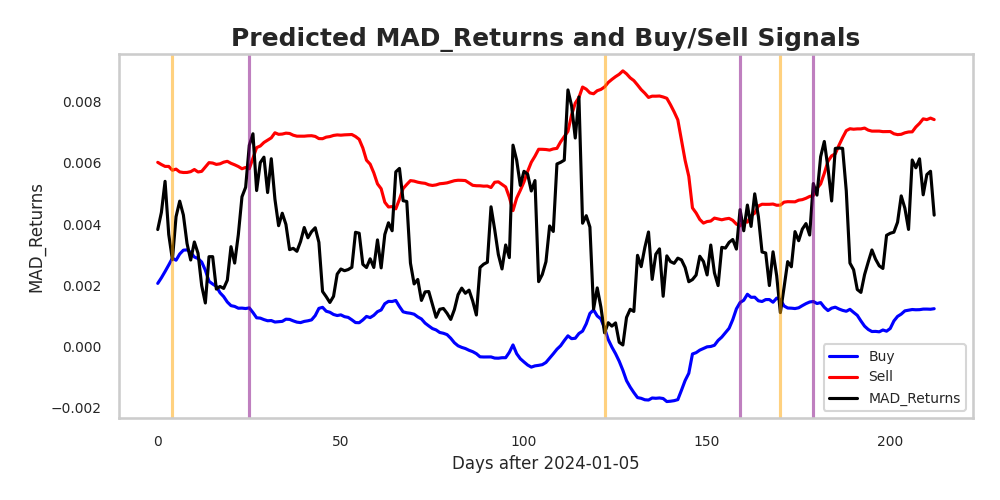 Predicted MAD_Returns and Buy/Sell Signals
MAD_Returns
0.008
0.006
0.004
0.002
0.000
−0.002
0 50 100 150 200
Days after 2024-01-05
Buy
Sell
MAD_Returns